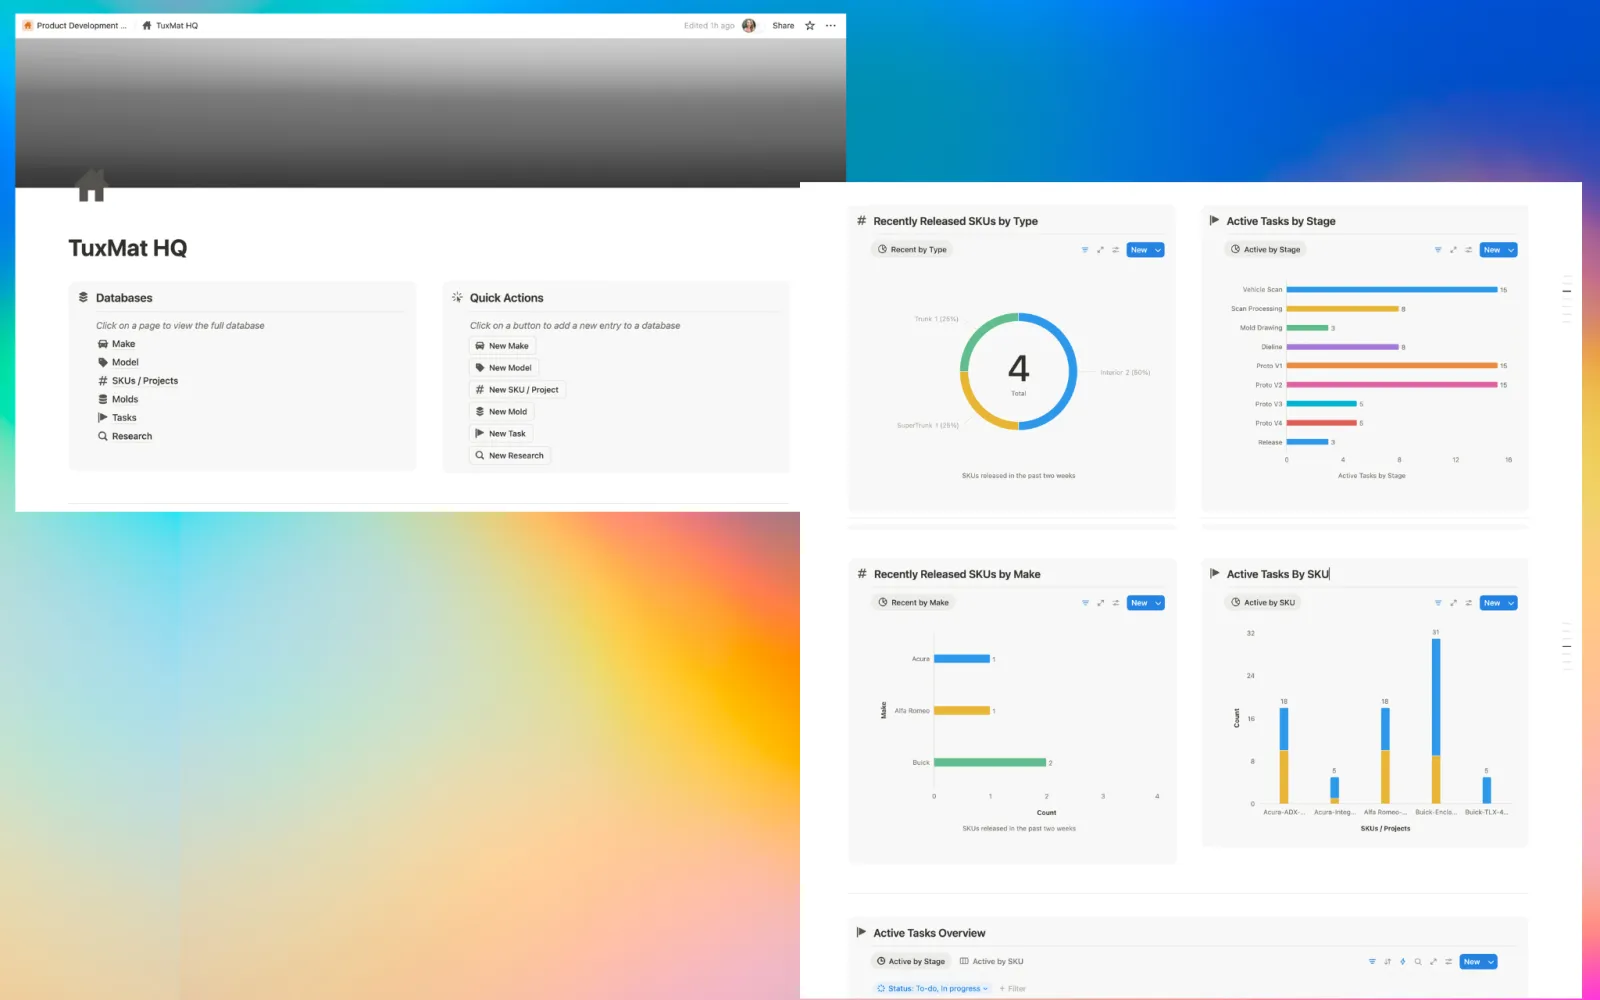 Product Development ...
TuxMat HQ
Edited 1h ago
Share
TuxMat HQ
Databases
Click on a page to view the full database
Make
Model
SKUs / Projects
Molds
Tasks
Research
Quick Actions
Click on a button to add a new entry to a database
New Make
New Model
New SKU / Project
New Mold
New Task
New Research
Recently Released SKUs by Type
Recent by Type
New
Trunk 1 (25%)
Interior 2 (50%)
SuperTrunk 1 (25%)
4
Total
SKUs released in the past two weeks
Active Tasks by Stage
Active by Stage
New
Vehicle Scan 15
Scan Processing 8
Mold Drawing 3
Dieline 8
Proto V1 15
Proto V2 15
Proto V3 5
Proto V4 5
Release 3
0 4 8 12 16
Active Tasks by Stage
Recently Released SKUs by Make
Recent by Make
New
Make
Acura 1
Alfa Romeo 1
Buick 2
0 1 2 3 4
Count
SKUs released in the past two weeks
Active Tasks By SKU
Active by SKU
New
Count
32
24
16
8
0
18
5
18
31
5
Acura-ADX-...
Acura-Integ...
Alfa Romeo-...
Buick-Encla...
Buick-TLX-4...
SKUs / Projects
Active Tasks Overview
Active by Stage
Active by SKU
New
Status: To-do, In progress
+ Filter